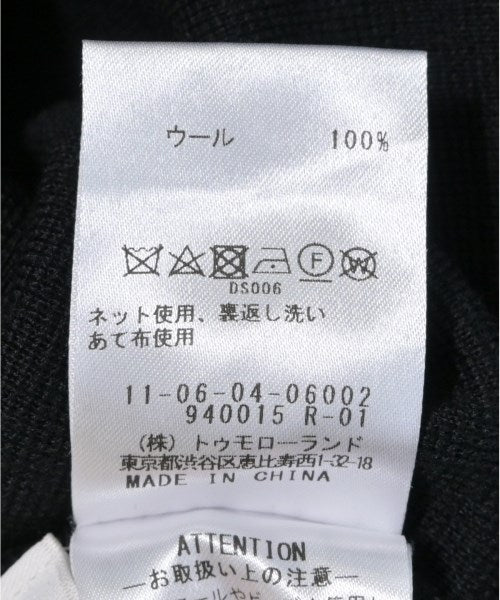 ウール 100%
F W
DS006
ネット使用、裏返し洗い
あて布使用
11-06-04-06002
940015 R-01
(株) トゥモローランド
東京都渋谷区恵比寿西1-32-18
MADE IN CHINA
ATTENTION
―お取扱い上の注意―